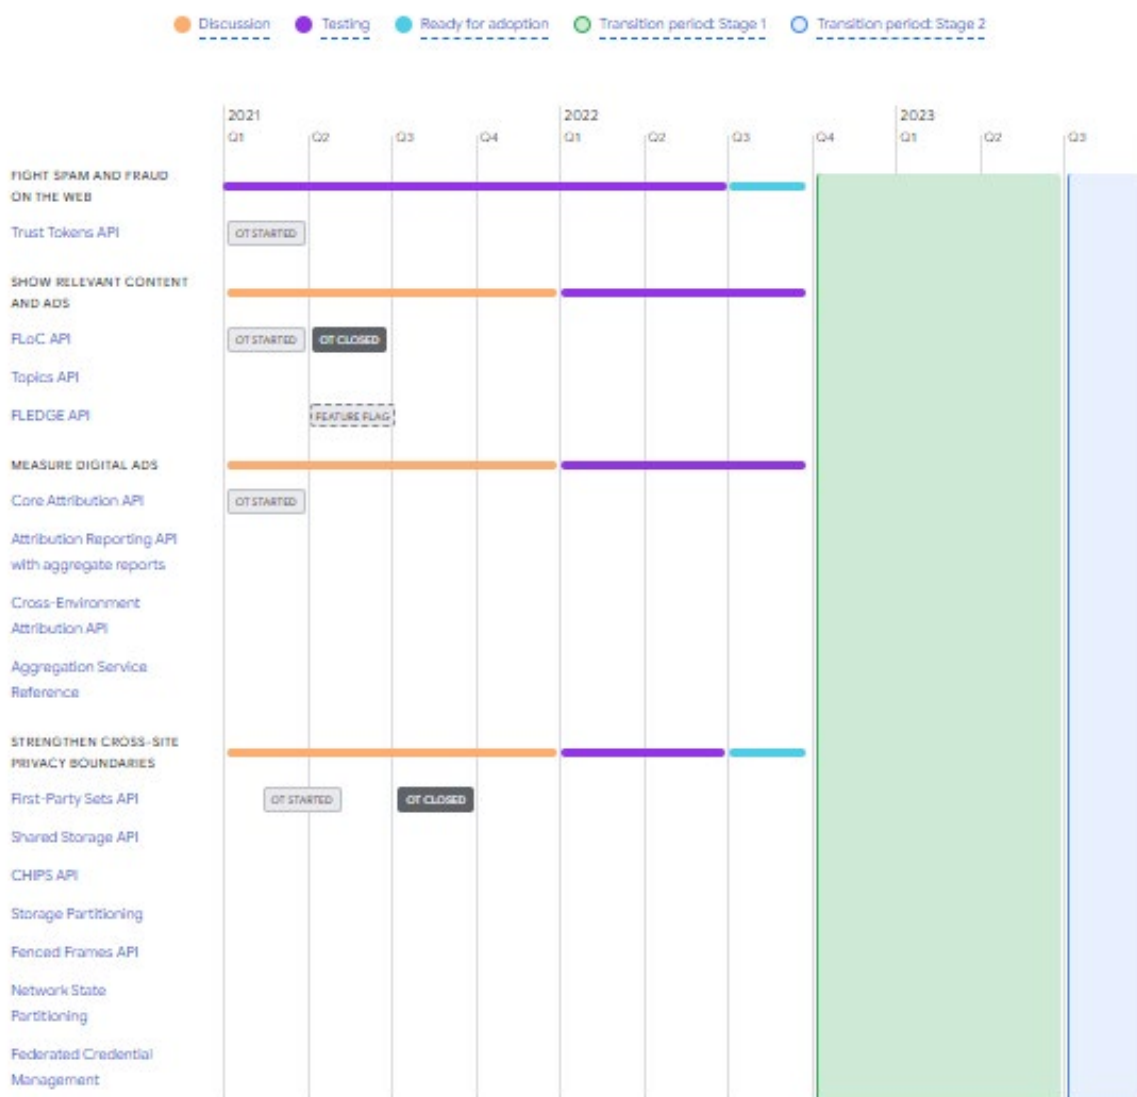 Discussion Testing Ready for adoption Transition period: Stage 1 Transition period: Stage 2
2021 2022 2023
Q1 Q2 Q3 Q4 Q1 Q2 Q3 Q4 Q1 Q2 Q3
FIGHT SPAM AND FRAUD
ON THE WEB
Trust Tokens API OT STARTED
SHOW RELEVANT CONTENT
AND ADS
FLoC API OT STARTED OT CLOSED
Topics API
FLEDGE API FEATURE FLAG
MEASURE DIGITAL ADS
Core Attribution API OT STARTED
Attribution Reporting API
with aggregate reports
Cross-Environment
Attribution API
Aggregation Service
Reference
STRENGTHEN CROSS-SITE
PRIVACY BOUNDARIES
First-Party Sets API OT STARTED OT CLOSED
Shared Storage API
CHIPS API
Storage Partitioning
Fenced Frames API
Network State
Partitioning
Federated Credential
Management